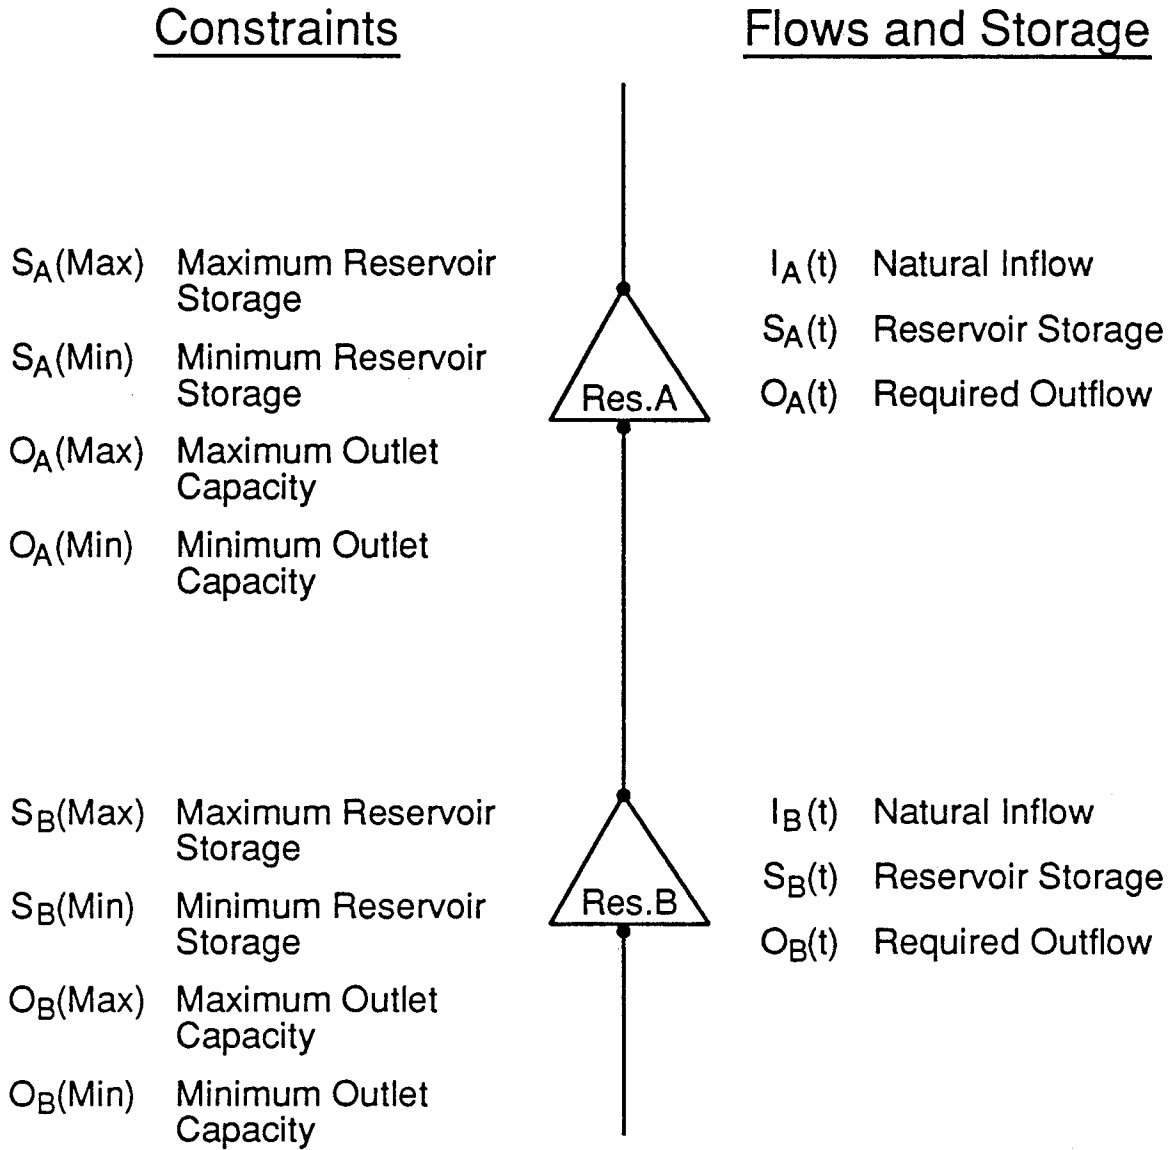 Constraints
Flows and Storage
S_A(Max) Maximum Reservoir
Storage
S_A(Min) Minimum Reservoir
Storage
O_A(Max) Maximum Outlet
Capacity
O_A(Min) Minimum Outlet
Capacity
Res.A
I_A(t) Natural Inflow
S_A(t) Reservoir Storage
O_A(t) Required Outflow
S_B(Max) Maximum Reservoir
Storage
S_B(Min) Minimum Reservoir
Storage
O_B(Max) Maximum Outlet
Capacity
O_B(Min) Minimum Outlet
Capacity
Res.B
I_B(t) Natural Inflow
S_B(t) Reservoir Storage
O_B(t) Required Outflow